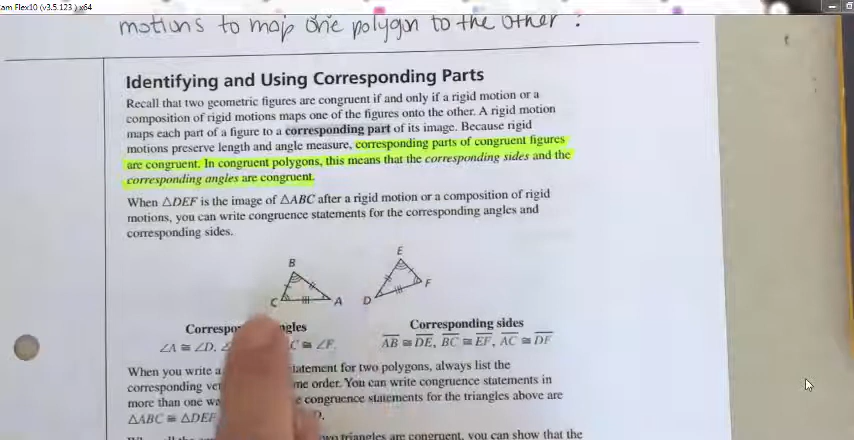 am Flex10 (v3.5.123 ) x64
motions to map one polygon to the other :
Identifying and Using Corresponding Parts
Recall that two geometric figures are congruent if and only if a rigid motion or a
composition of rigid motions maps one of the figures onto the other. A rigid motion
maps each part of a figure to a corresponding part of its image. Because rigid
motions preserve length and angle measure, corresponding parts of congruent figures
are congruent. In congruent polygons, this means that the corresponding sides and the
corresponding angles are congruent.
When △DEF is the image of △ABC after a rigid motion or a composition of rigid
motions, you can write congruence statements for the corresponding angles and
corresponding sides.
B
C
A
E
F
D
Correspo ngles
∠A ≅ ∠D, C ≅ ∠F
Corresponding sides
AB ≅ DE, BC ≅ EF, AC ≅ DF
When you write a tatement for two polygons, always list the
corresponding ver me order. You can write congruence statements in
more than one wa e congruence statements for the triangles above are
△ABC ≅ △DEF
wo triangles are congruent, you can show that the